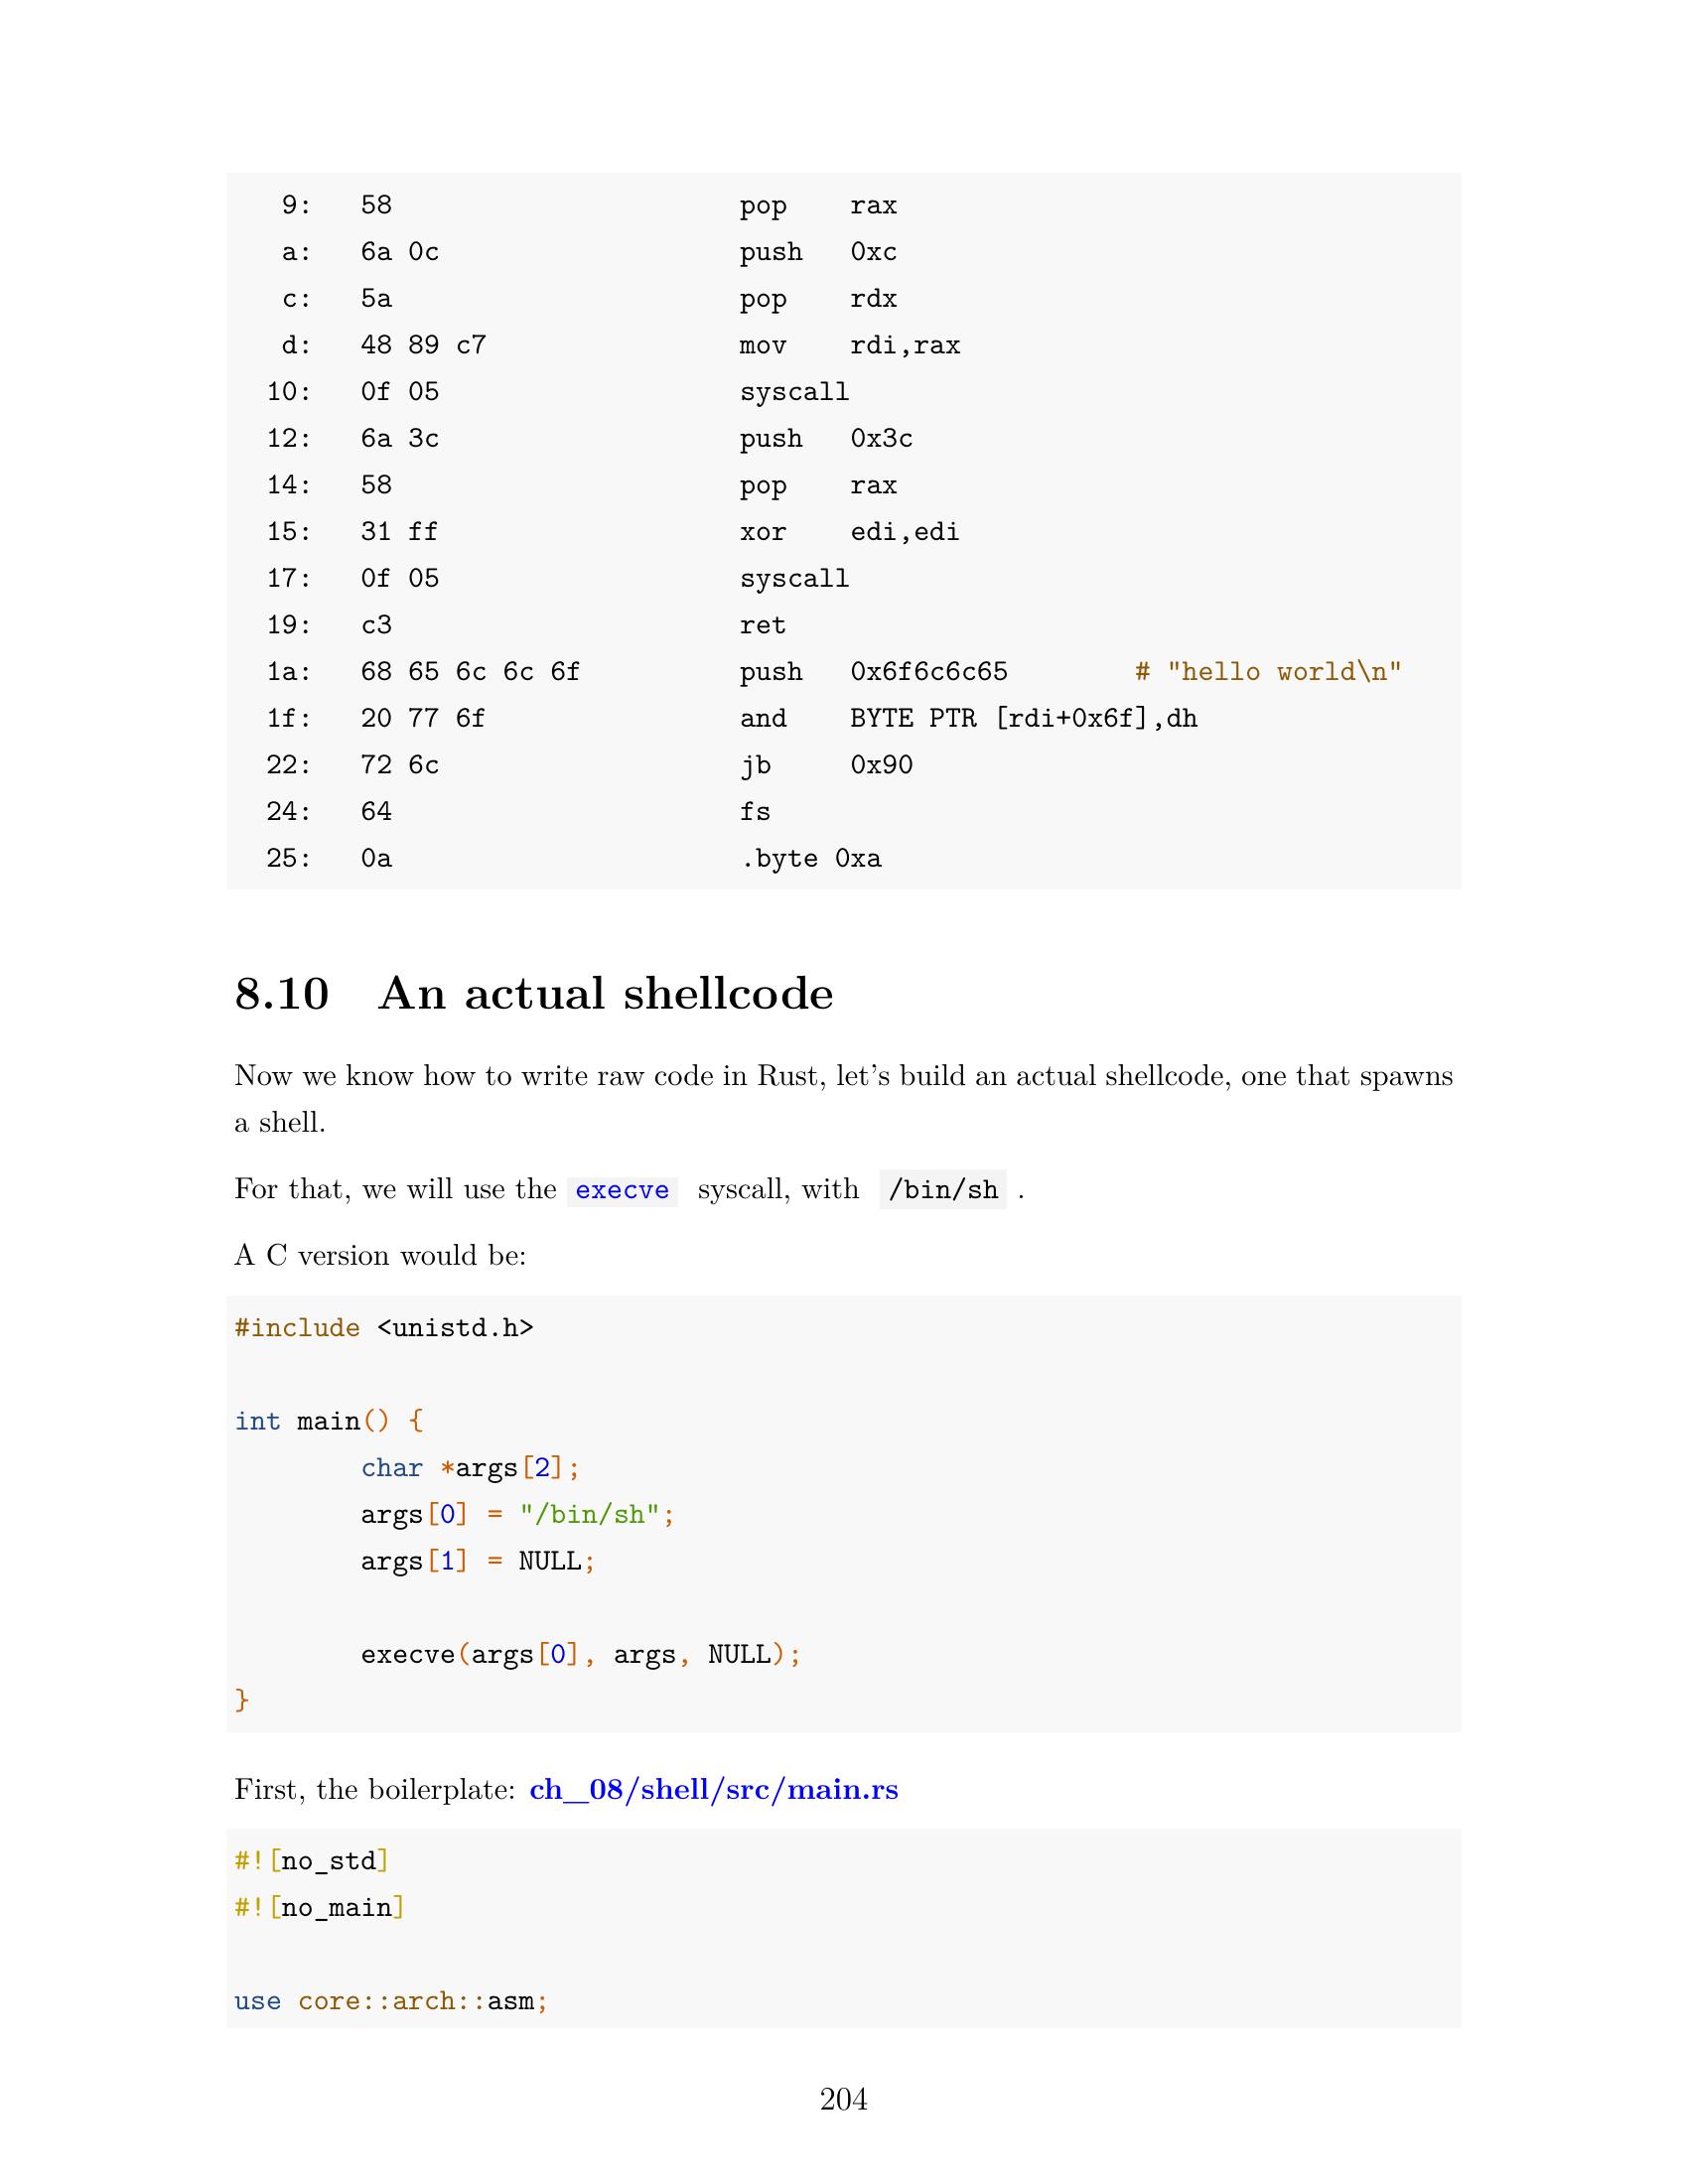 9: 58 pop rax
a: 6a 0c push 0xc
c: 5a pop rdx
d: 48 89 c7 mov rdi,rax
10: 0f 05 syscall
12: 6a 3c push 0x3c
14: 58 pop rax
15: 31 ff xor edi,edi
17: 0f 05 syscall
19: c3 ret
1a: 68 65 6c 6c 6f push 0x6f6c6c65 # "hello world\n"
1f: 20 77 6f and BYTE PTR [rdi+0x6f],dh
22: 72 6c jb 0x90
24: 64 fs
25: 0a .byte 0xa
8.10 An actual shellcode
Now we know how to write raw code in Rust, let's build an actual shellcode, one that spawns
a shell.
For that, we will use the execve syscall, with /bin/sh .
A C version would be:
#include <unistd.h>
int main() {
char *args[2];
args[0] = "/bin/sh";
args[1] = NULL;
execve(args[0], args, NULL);
}
First, the boilerplate: ch_08/shell/src/main.rs
#![no_std]
#![no_main]
use core::arch::asm;
204